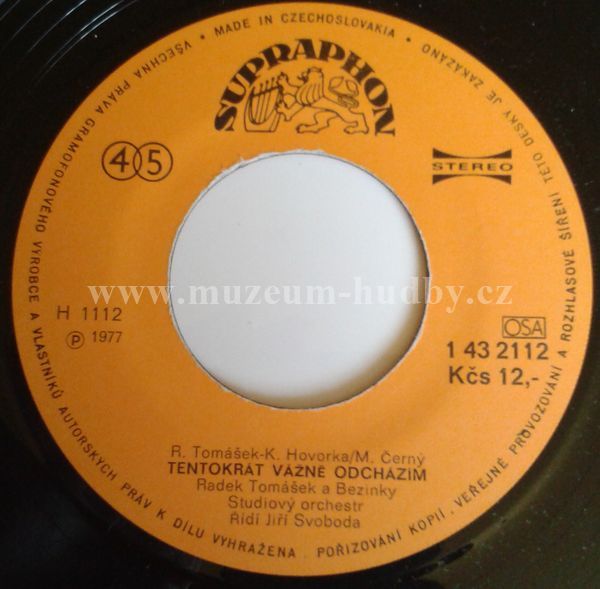 VŠECHNA PRÁVA GRAMOFONOVÉHO VÝROBCE A VLASTNÍKŮ AUTORSKÝCH PRÁV K DÍLU VYHRAŽENA. POŘIZOVÁNÍ KOPIÍ, VEŘEJNÉ PROVOZOVÁNÍ A ROZHLASOVÉ ŠÍŘENÍ TÉTO DESKY JE ZAKÁZÁNO
• MADE IN CZECHOSLOVAKIA •
SUPRAPHON
45
STEREO
www.muzeum-hudby.cz
H 1112
Ⓟ 1977
OSA
1 43 2112
Kčs 12,-
R. Tomášek-K. Hovorka/M. Černý
TENTOKRÁT VÁŽNĚ ODCHÁZÍM
Radek Tomášek a Bezinky
Studiový orchestr
Řídí Jiří Svoboda